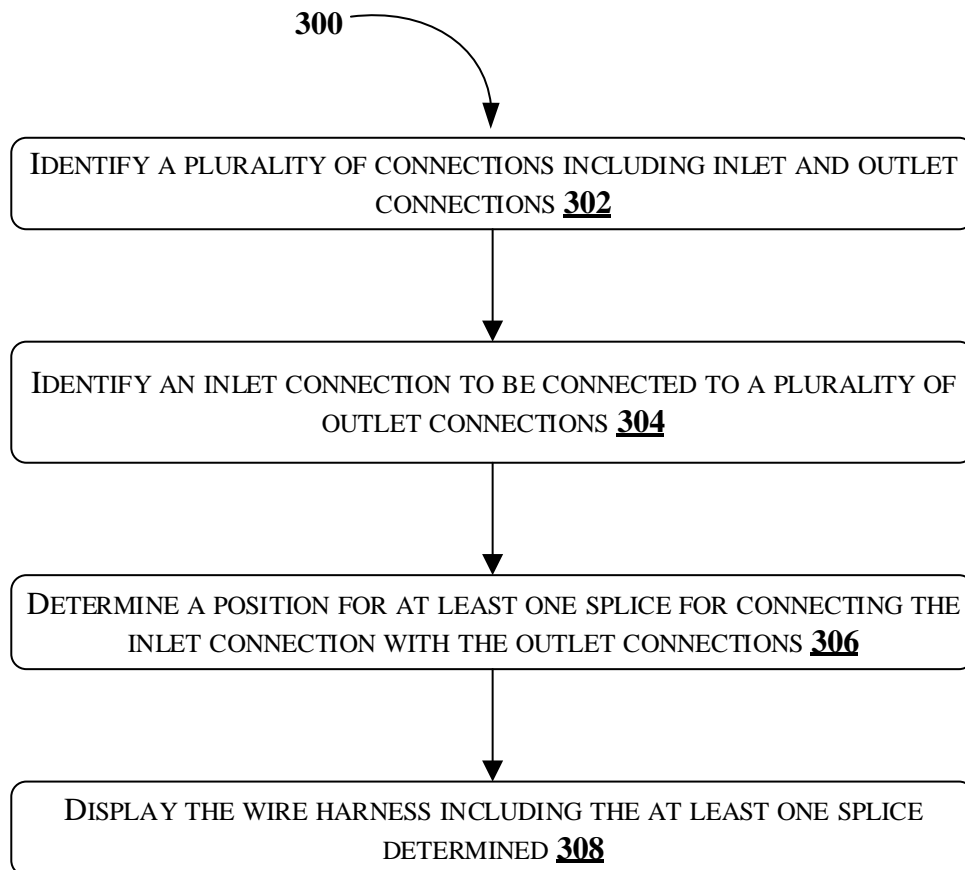 300
IDENTIFY A PLURALITY OF CONNECTIONS INCLUDING INLET AND OUTLET
CONNECTIONS 302
IDENTIFY AN INLET CONNECTION TO BE CONNECTED TO A PLURALITY OF
OUTLET CONNECTIONS 304
DETERMINE A POSITION FOR AT LEAST ONE SPLICE FOR CONNECTING THE
INLET CONNECTION WITH THE OUTLET CONNECTIONS 306
DISPLAY THE WIRE HARNESS INCLUDING THE AT LEAST ONE SPLICE
DETERMINED 308